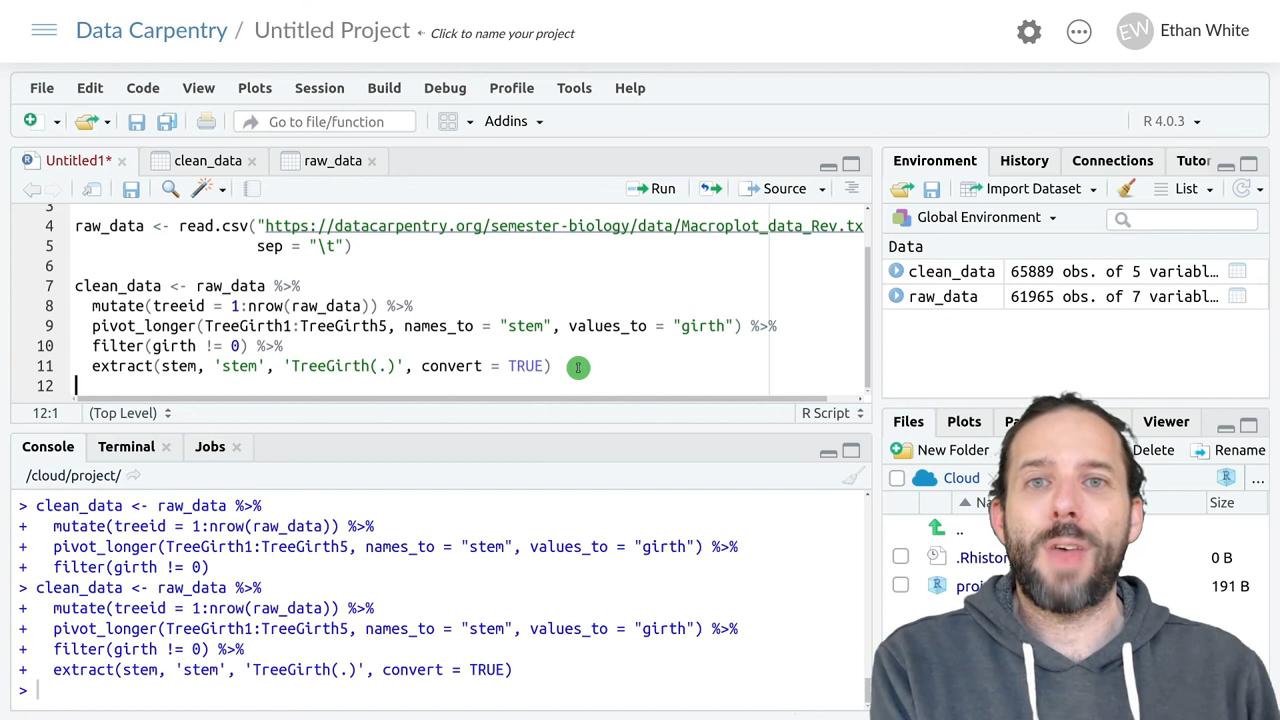 Data Carpentry / Untitled Project ← Click to name your project
EW Ethan White
File Edit Code View Plots Session Build Debug Profile Tools Help
Go to file/function Addins R 4.0.3
Untitled1* clean_data raw_data
Run Source
3
4 raw_data <- read.csv("https://datacarpentry.org/semester-biology/data/Macroplot_data_Rev.tx
5 sep = "\t")
6
7 clean_data <- raw_data %>%
8 mutate(treeid = 1:nrow(raw_data)) %>%
9 pivot_longer(TreeGirth1:TreeGirth5, names_to = "stem", values_to = "girth") %>%
10 filter(girth != 0) %>%
11 extract(stem, 'stem', 'TreeGirth(.)', convert = TRUE)
12
12:1 (Top Level) R Script
Console Terminal Jobs
/cloud/project/
> clean_data <- raw_data %>%
+ mutate(treeid = 1:nrow(raw_data)) %>%
+ pivot_longer(TreeGirth1:TreeGirth5, names_to = "stem", values_to = "girth") %>%
+ filter(girth != 0)
> clean_data <- raw_data %>%
+ mutate(treeid = 1:nrow(raw_data)) %>%
+ pivot_longer(TreeGirth1:TreeGirth5, names_to = "stem", values_to = "girth") %>%
+ filter(girth != 0) %>%
+ extract(stem, 'stem', 'TreeGirth(.)', convert = TRUE)
>
Environment History Connections Tutor
Import Dataset List
Global Environment
Data
clean_data 65889 obs. of 5 variabl…
raw_data 61965 obs. of 7 variabl…
Files Plots Pa Viewer
New Folder Delete Rename
Cloud ...
Na Size
..
.Rhiston 0 B
proj 191 B